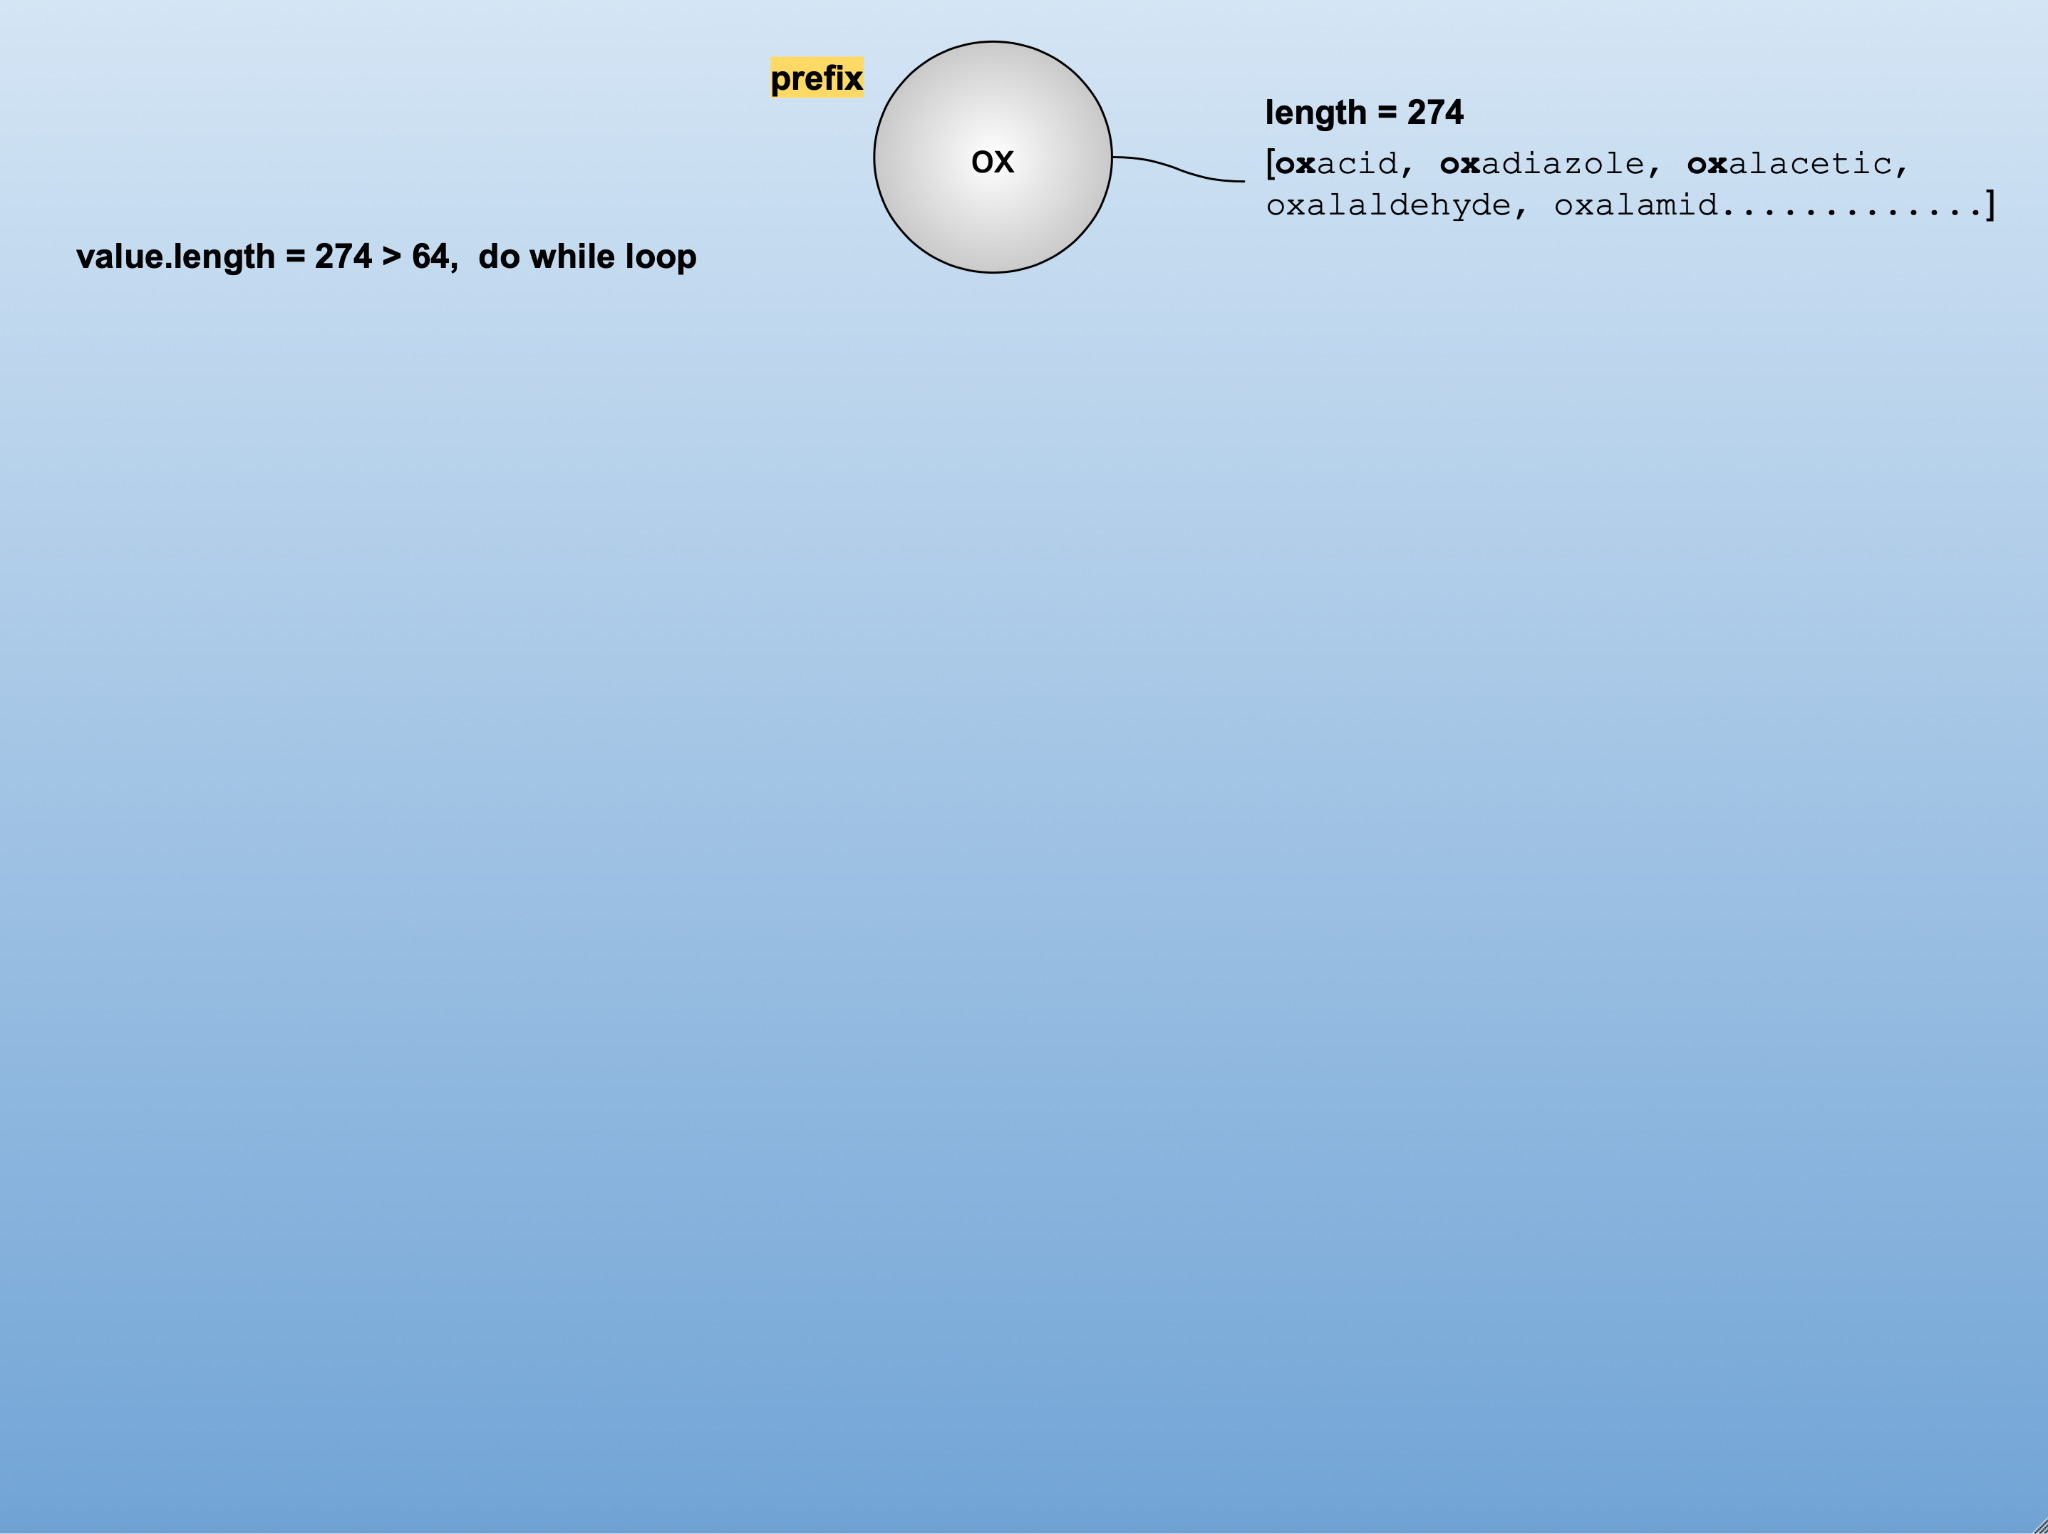 prefix
ox
length = 274
[oxacid, oxadiazole, oxalacetic,
oxalaldehyde, oxalamid.............]
value.length = 274 > 64,  do while loop